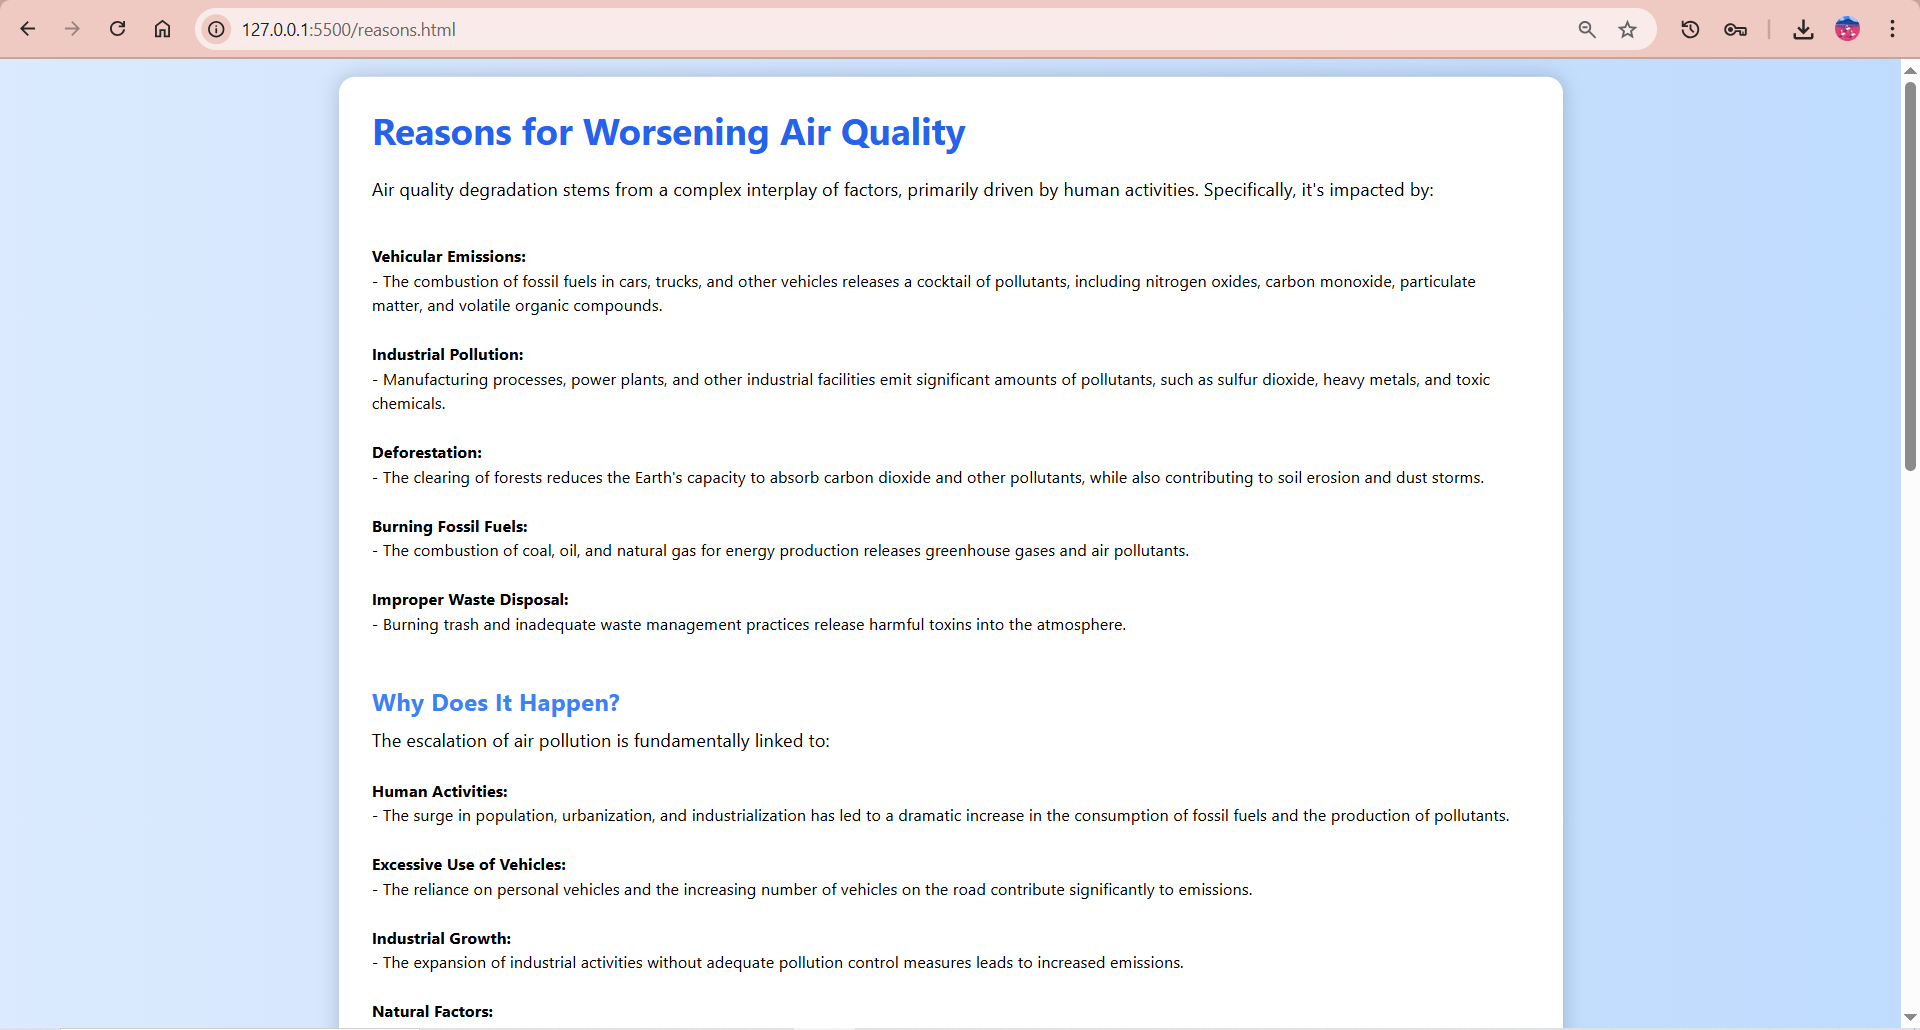 127.0.0.1:5500/reasons.html
Reasons for Worsening Air Quality
Air quality degradation stems from a complex interplay of factors, primarily driven by human activities. Specifically, it's impacted by:
Vehicular Emissions:
- The combustion of fossil fuels in cars, trucks, and other vehicles releases a cocktail of pollutants, including nitrogen oxides, carbon monoxide, particulate
matter, and volatile organic compounds.
Industrial Pollution:
- Manufacturing processes, power plants, and other industrial facilities emit significant amounts of pollutants, such as sulfur dioxide, heavy metals, and toxic
chemicals.
Deforestation:
- The clearing of forests reduces the Earth's capacity to absorb carbon dioxide and other pollutants, while also contributing to soil erosion and dust storms.
Burning Fossil Fuels:
- The combustion of coal, oil, and natural gas for energy production releases greenhouse gases and air pollutants.
Improper Waste Disposal:
- Burning trash and inadequate waste management practices release harmful toxins into the atmosphere.
Why Does It Happen?
The escalation of air pollution is fundamentally linked to:
Human Activities:
- The surge in population, urbanization, and industrialization has led to a dramatic increase in the consumption of fossil fuels and the production of pollutants.
Excessive Use of Vehicles:
- The reliance on personal vehicles and the increasing number of vehicles on the road contribute significantly to emissions.
Industrial Growth:
- The expansion of industrial activities without adequate pollution control measures leads to increased emissions.
Natural Factors: